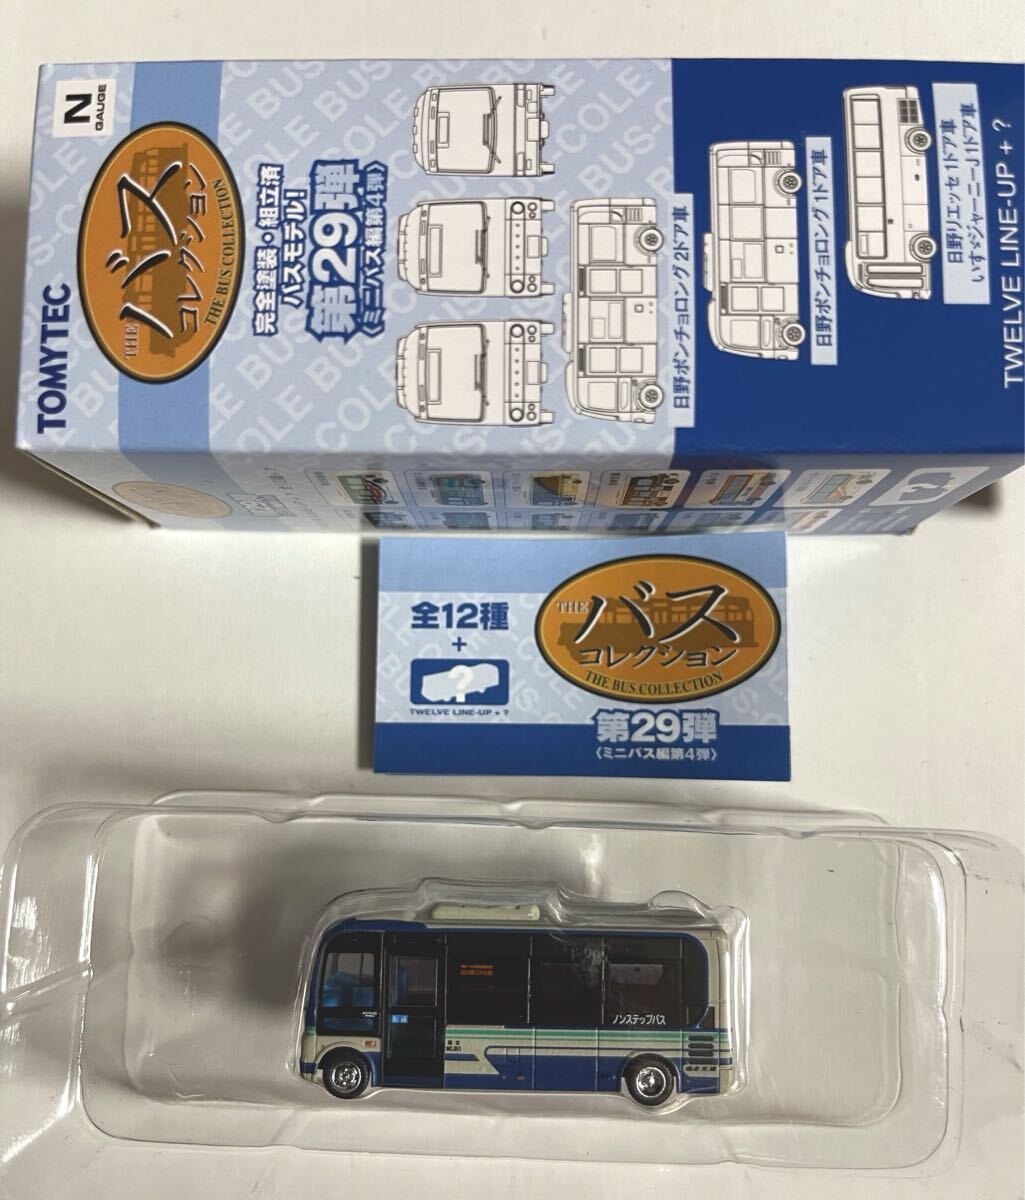 N
GAUGE
TOMYTEC
THE
バス
コレクション
THE BUS COLLECTION
完全塗装・組立済
バスモデル!
第29弾
〈ミニバス編第4弾〉
日野ポンチョロング2ドア車
日野ポンチョロング1ドア車
日野リエッセ1ドア車
いすゞジャーニーJ1ドア車
TWELVE LINE-UP + ?
全12種
+
?
TWELVE LINE-UP + ?
THE
バス
コレクション
THE BUS COLLECTION
第29弾
〈ミニバス編第4弾〉
ノンステップバス